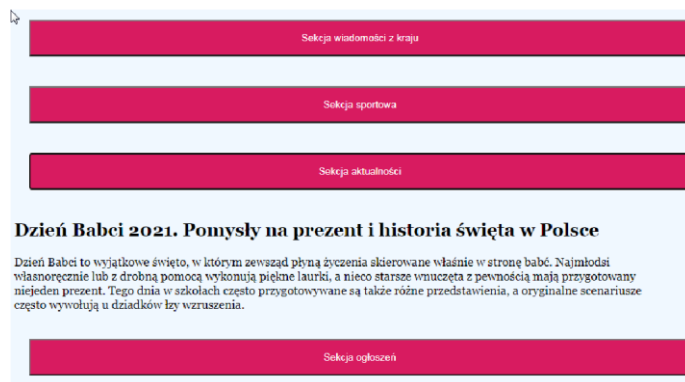 Sekcja wiadomości z kraju
Sekcja sportowa
Sekcja aktualności
Dzień Babci 2021. Pomysły na prezent i historia święta w Polsce
Dzień Babci to wyjątkowe święto, w którym zewsząd płyną życzenia skierowane właśnie w stronę babć. Najmłodsi
własnoręcznie lub z drobną pomocą wykonują piękne laurki, a nieco starsze wnuczęta z pewnością mają przygotowany
niejeden prezent. Tego dnia w szkołach często przygotowywane są także różne przedstawienia, a oryginalne scenariusze
często wywołują u dziadków łzy wzruszenia.
Sekcja ogłoszeń